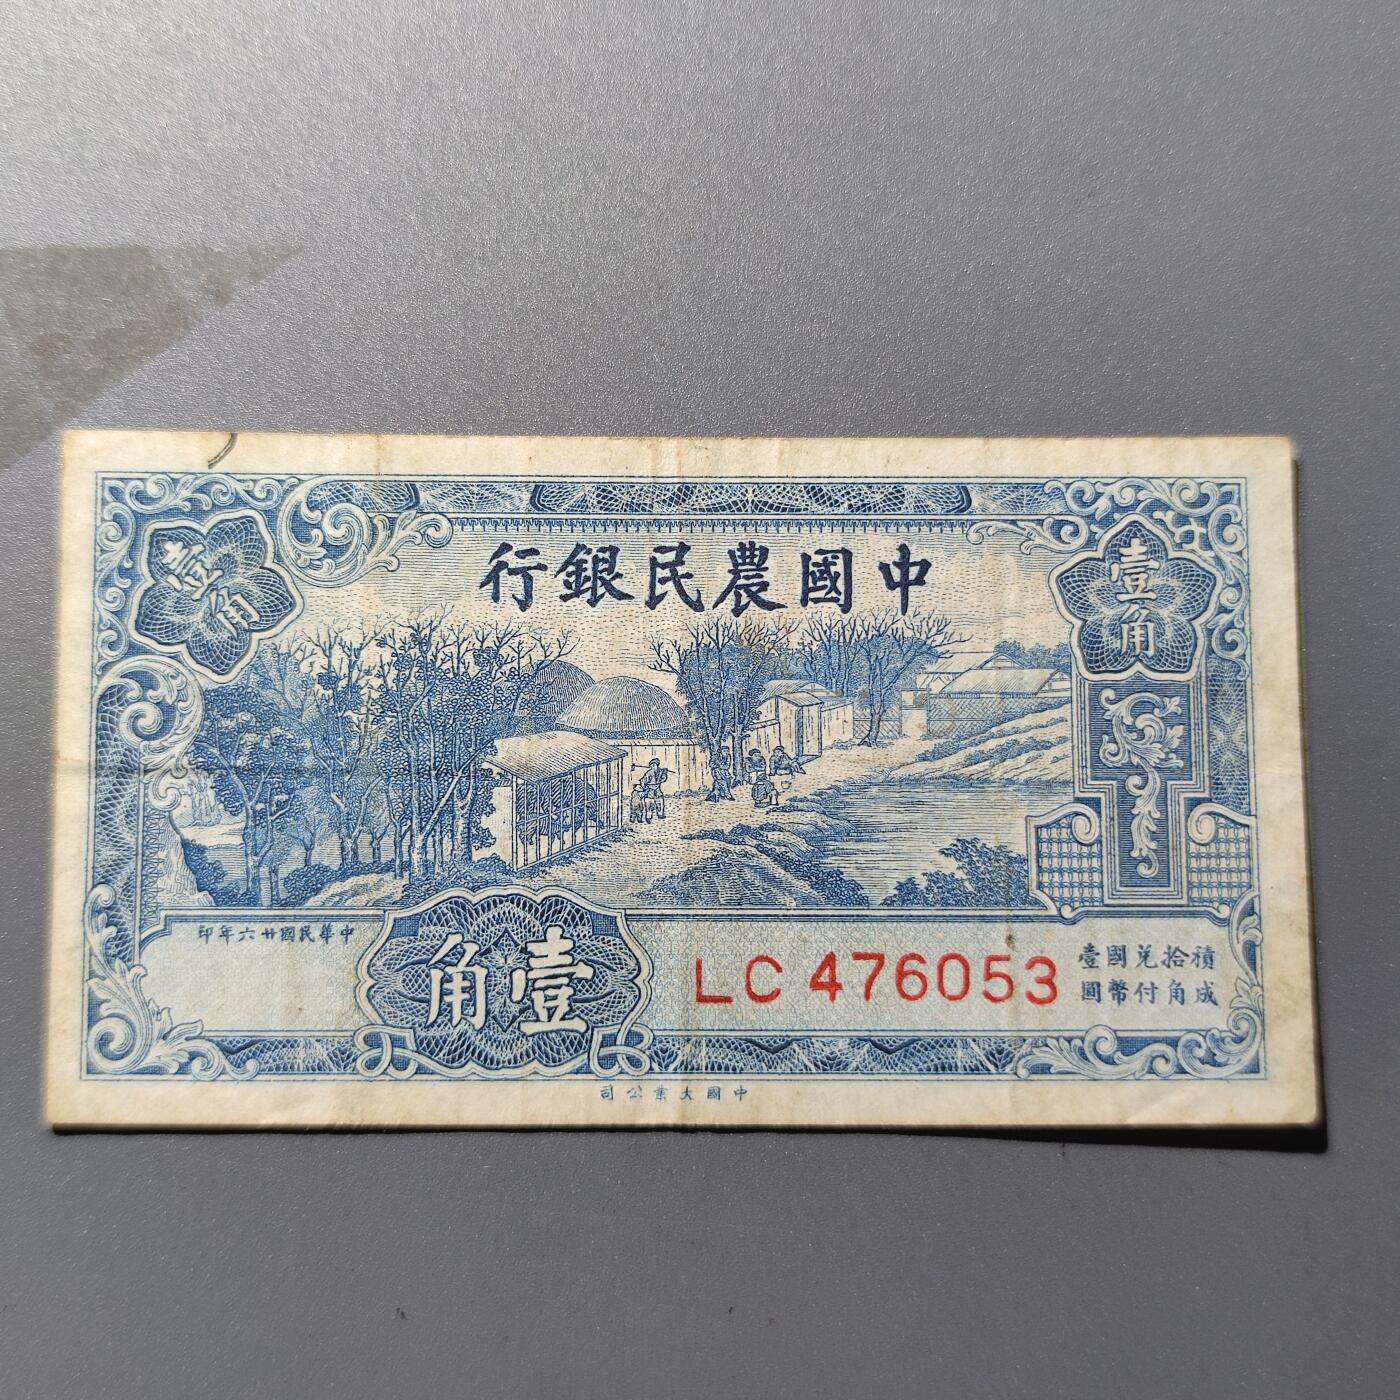 中國農民銀行
壹角
壹角
中華民國廿六年印
壹角
LC 476053
積拾兌國壹
成角付幣圓
中國大業公司